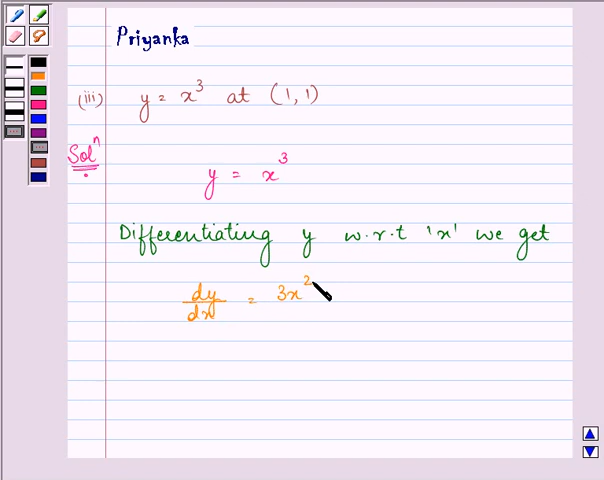 Priyanka
(iii) y = x³ at (1,1)
Solⁿ
y = x³
Differentiating y w.r.t 'x' we get
dy/dx = 3x²